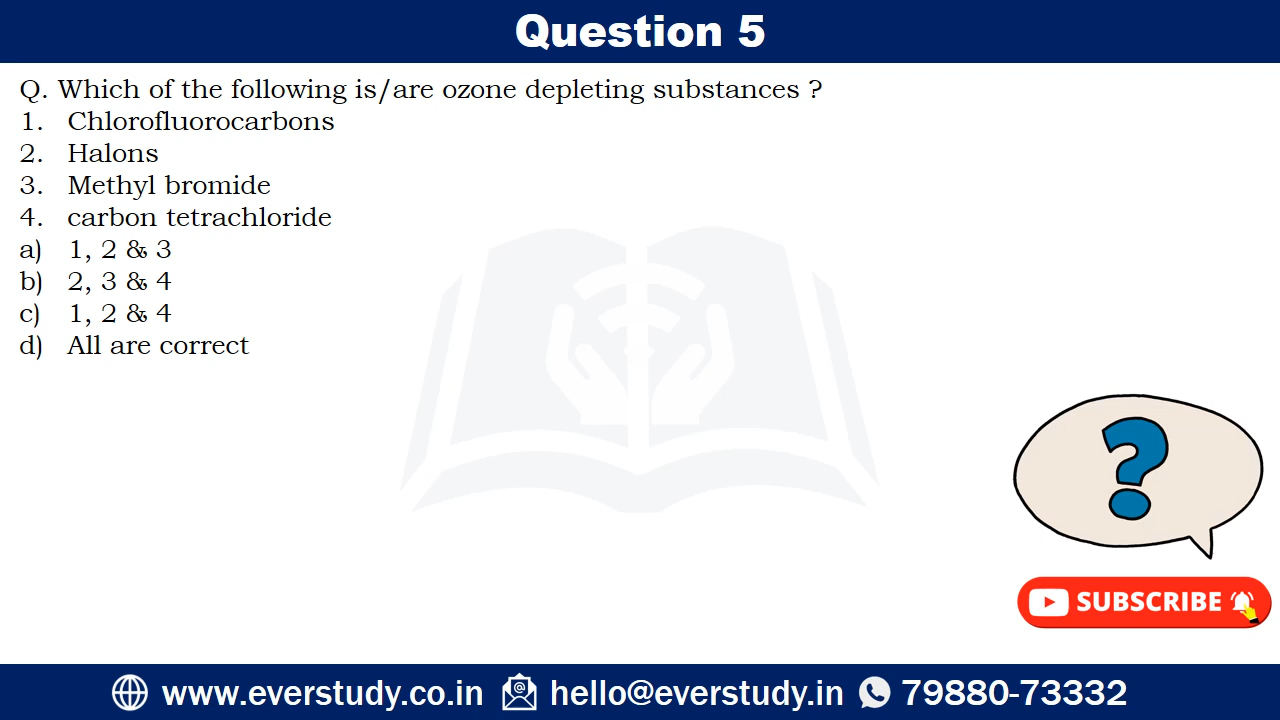 Question 5
Q. Which of the following is/are ozone depleting substances ?
1. Chlorofluorocarbons
2. Halons
3. Methyl bromide
4. carbon tetrachloride
a) 1, 2 & 3
b) 2, 3 & 4
c) 1, 2 & 4
d) All are correct
?
SUBSCRIBE
www.everstudy.co.in @ hello@everstudy.in 79880-73332